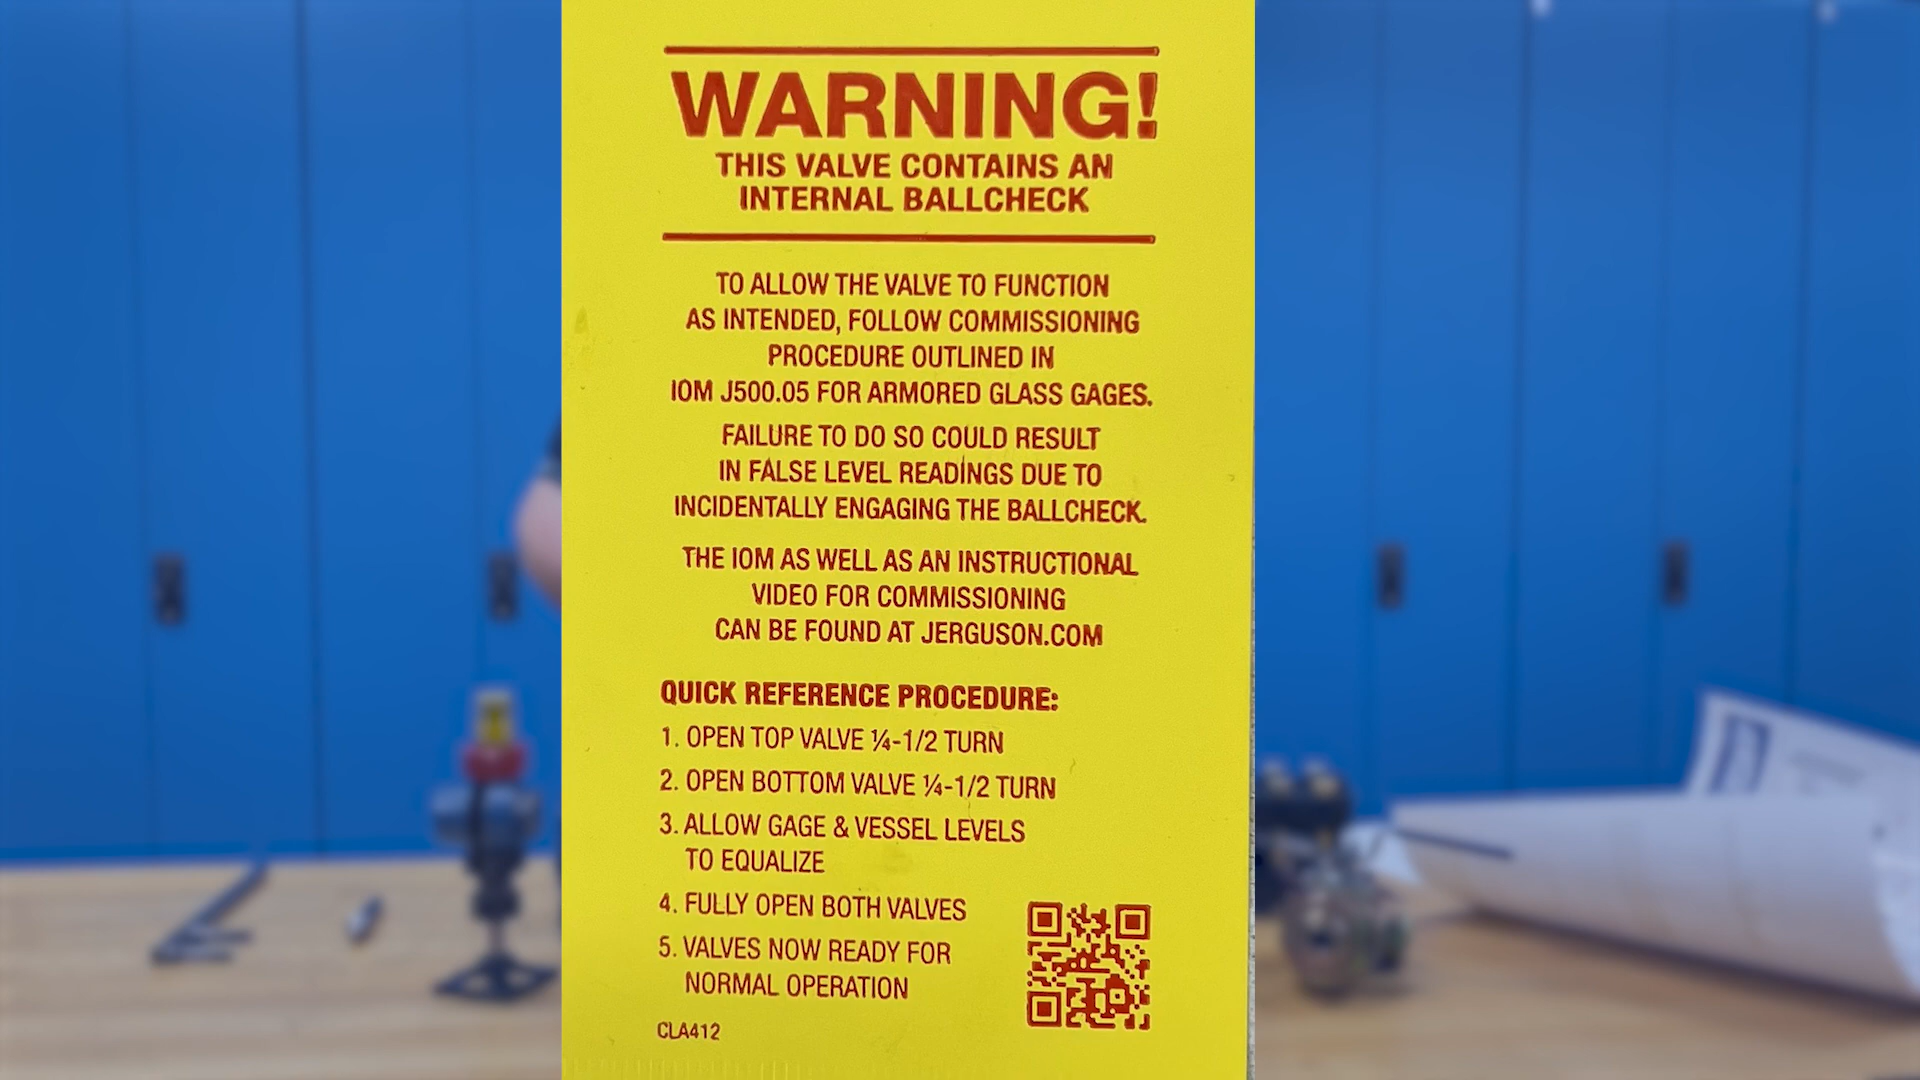 WARNING!
THIS VALVE CONTAINS AN
INTERNAL BALLCHECK
TO ALLOW THE VALVE TO FUNCTION
AS INTENDED, FOLLOW COMMISSIONING
PROCEDURE OUTLINED IN
IOM J500.05 FOR ARMORED GLASS GAGES.
FAILURE TO DO SO COULD RESULT
IN FALSE LEVEL READINGS DUE TO
INCIDENTALLY ENGAGING THE BALLCHECK.
THE IOM AS WELL AS AN INSTRUCTIONAL
VIDEO FOR COMMISSIONING
CAN BE FOUND AT JERGUSON.COM
QUICK REFERENCE PROCEDURE:
1. OPEN TOP VALVE ¼-1/2 TURN
2. OPEN BOTTOM VALVE ¼-1/2 TURN
3. ALLOW GAGE & VESSEL LEVELS
TO EQUALIZE
4. FULLY OPEN BOTH VALVES
5. VALVES NOW READY FOR
NORMAL OPERATION
CLA412